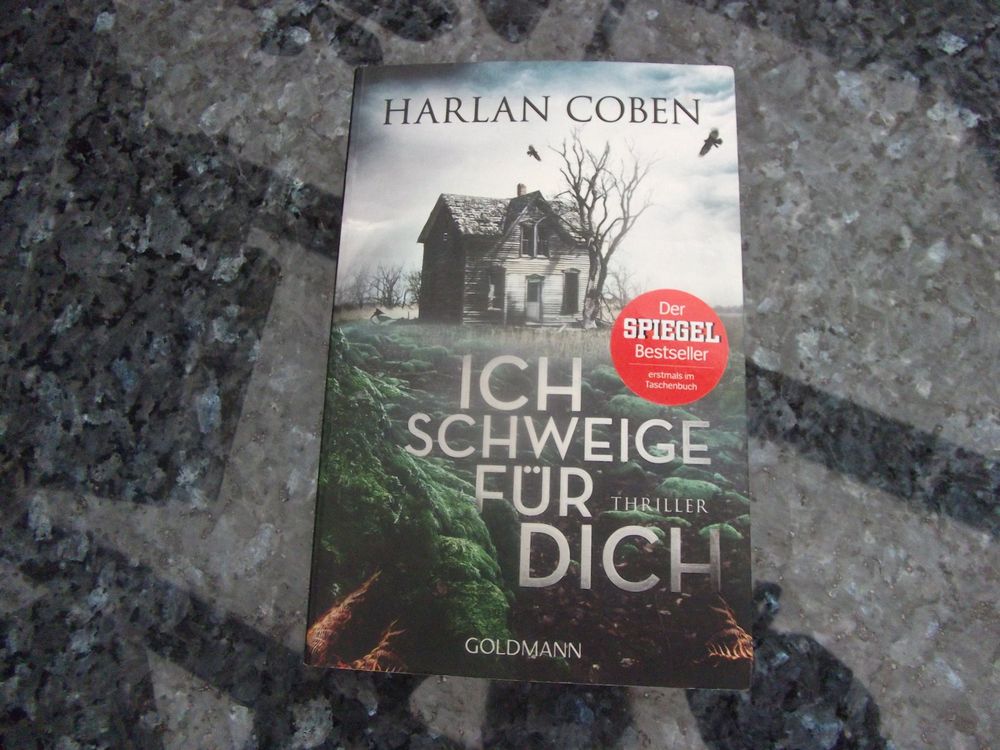 HARLAN COBEN
Der
SPIEGEL
Bestseller
erstmals im
Taschenbuch
ICH
SCHWEIGE
FÜR
THRILLER
DICH
GOLDMANN